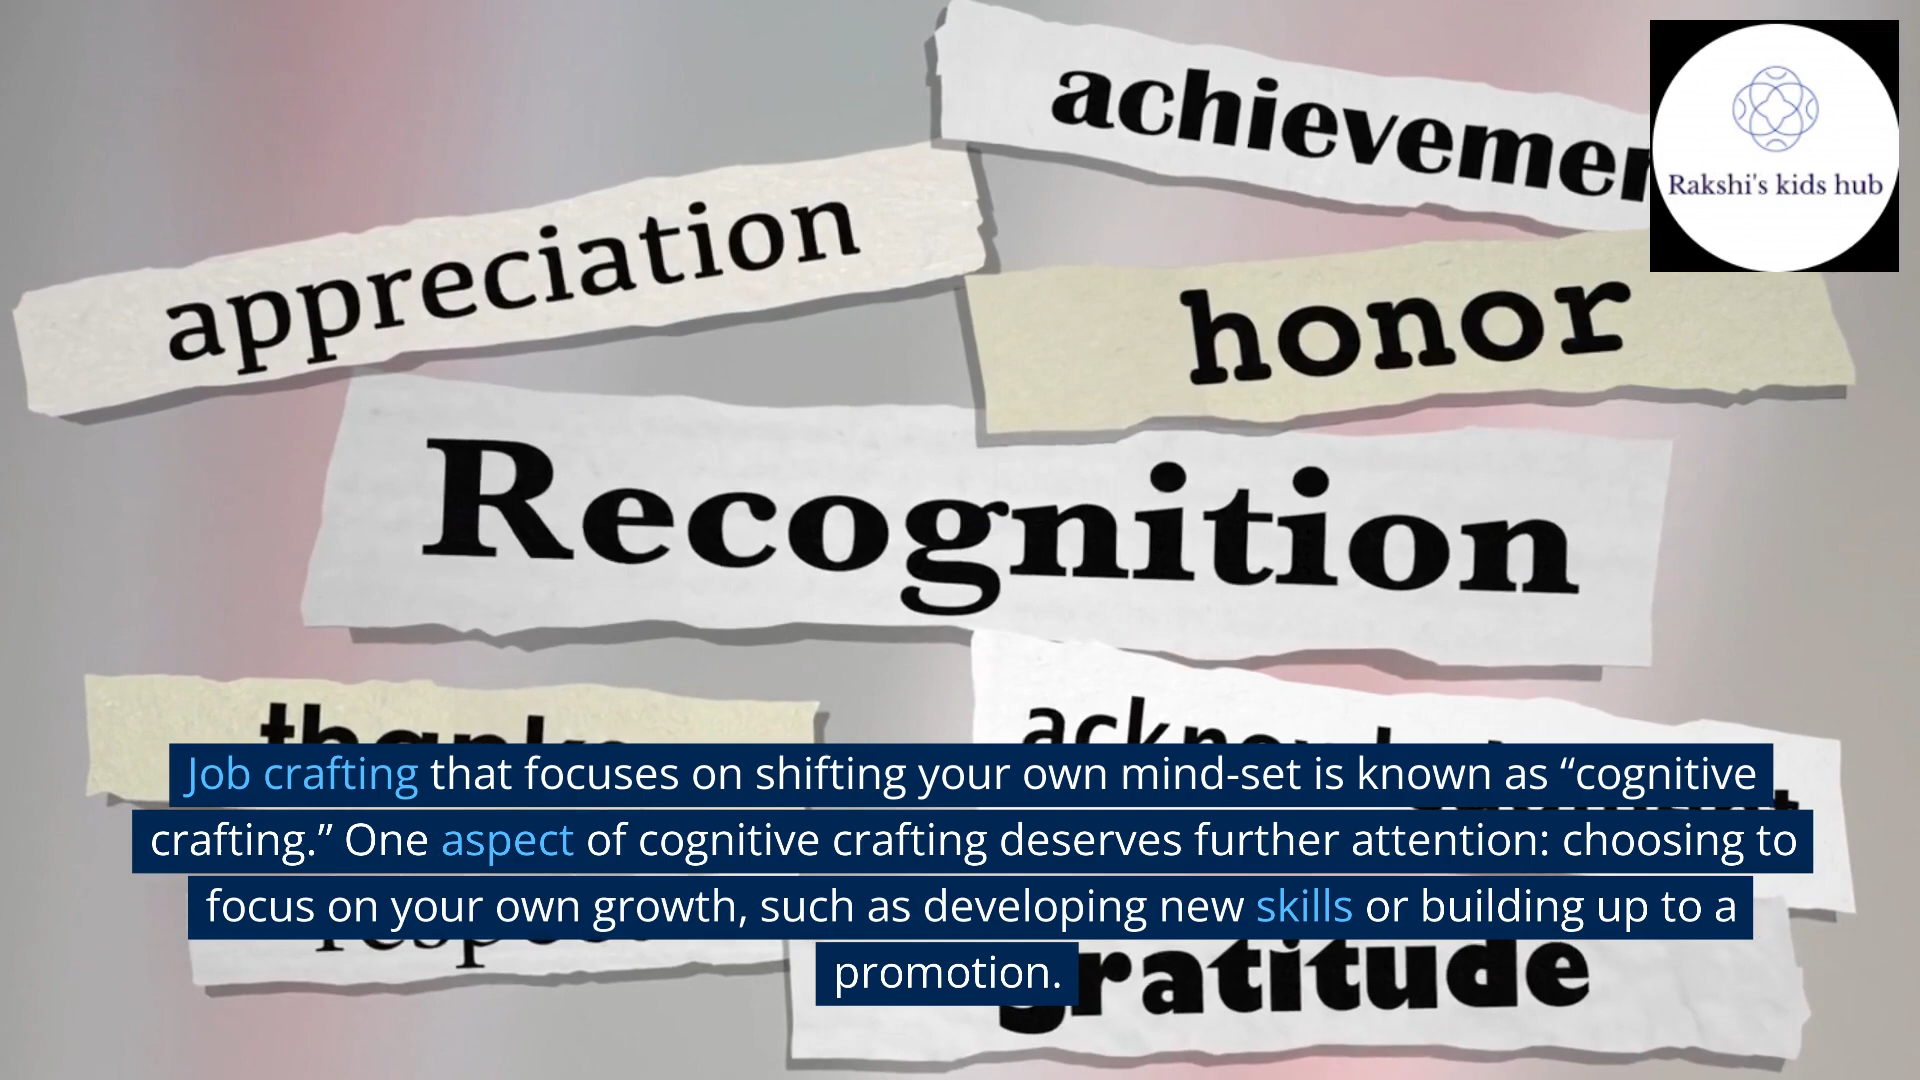 achievemen
Rakshi's kids hub
appreciation
honor
Recognition
thanks
Job crafting that focuses on shifting your own mind-set is known as “cognitive
crafting.” One aspect of cognitive crafting deserves further attention: choosing to
focus on your own growth, such as developing new skills or building up to a
promotion.
gratitude